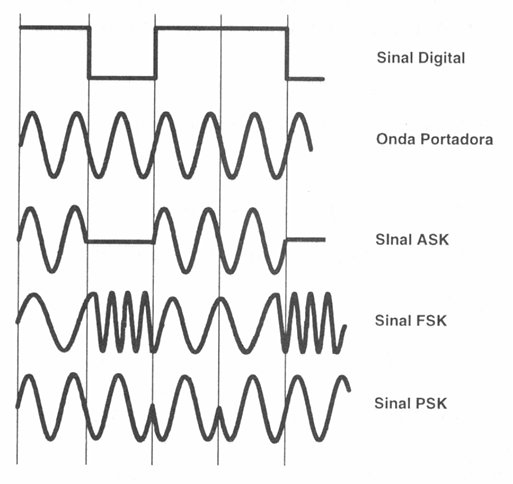 Sinal Digital
Onda Portadora
SInal ASK
Sinal FSK
Sinal PSK